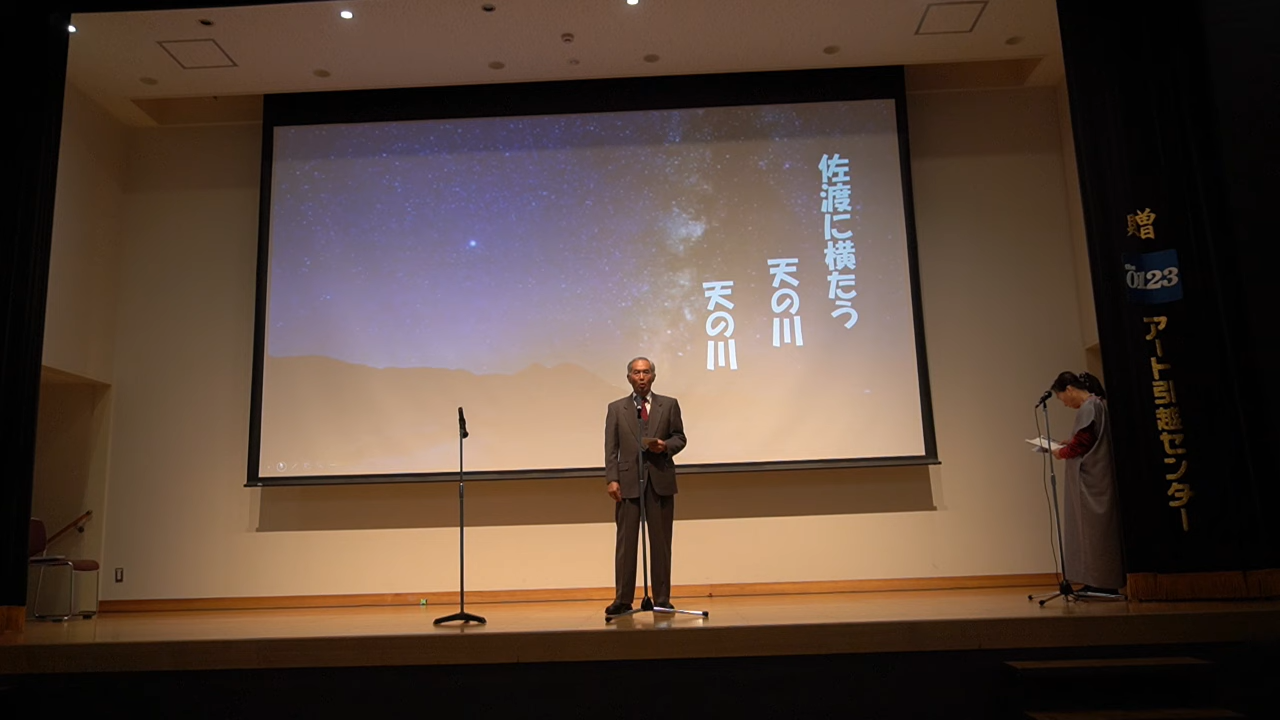 佐渡に横たう
天の川
天の川
贈
the
0123
アート引越センター